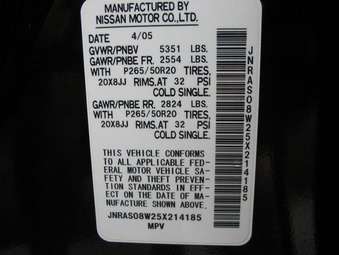 MANUFACTURED BY
NISSAN MOTOR CO.,LTD.
DATE 4/05
GVWR/PNBV 5351 LBS.
GAWR/PNBE FR. 2554 LBS.
WITH P265/50R20 TIRES,
20X8JJ RIMS,AT 32 PSI
COLD SINGLE.
GAWR/PNBE RR. 2824 LBS.
WITH P265/50R20 TIRES,
20X8JJ RIMS,AT 32 PSI
COLD SINGLE.
THIS VEHICLE CONFORMS
TO ALL APPLICABLE FED-
ERAL MOTOR VEHICLE SA-
FETY AND THEFT PREVEN-
TION STANDARDS IN EFF-
ECT ON THE DATE OF MA-
NUFACTURE SHOWN ABOVE.
JNRAS08W25X214185
MPV
JNRAS08W25X214185